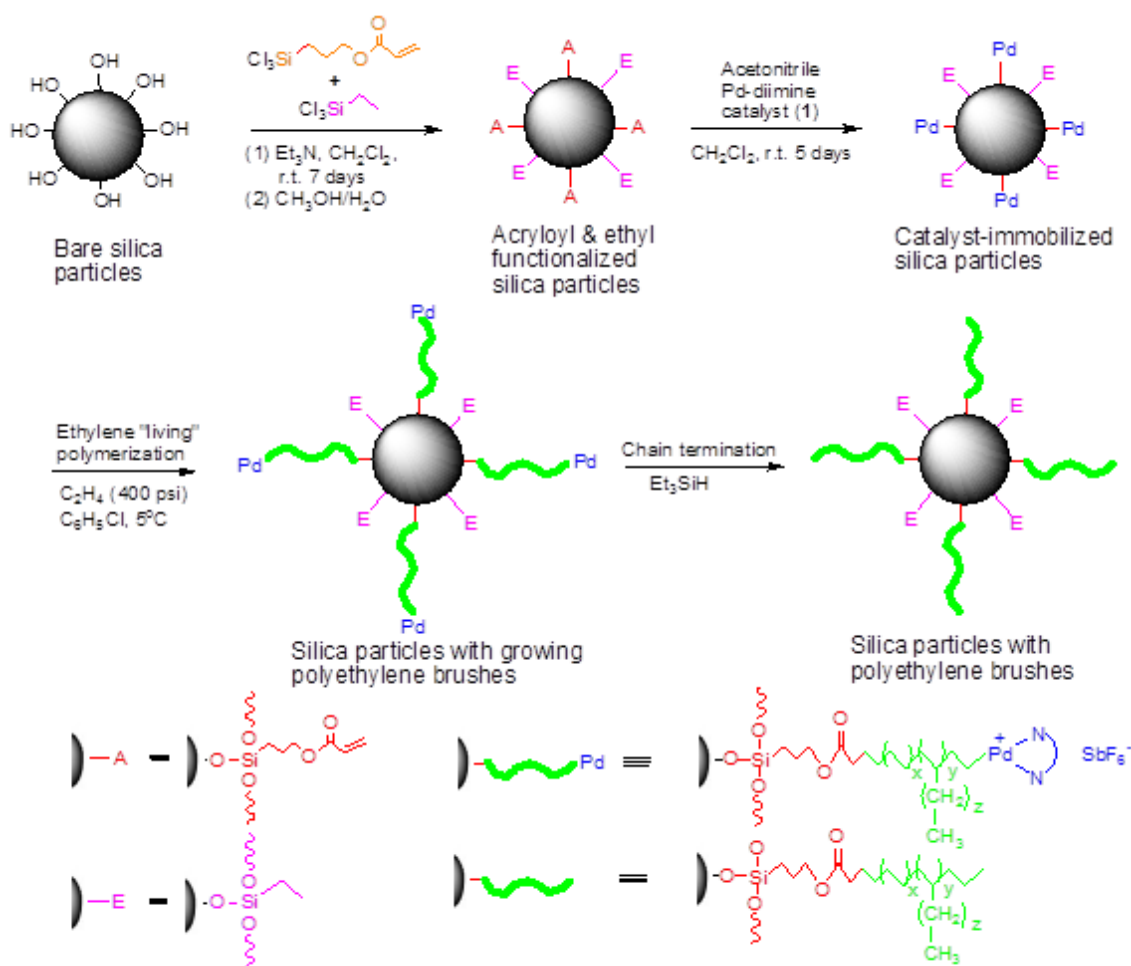 OH
OH
OH
HO
HO
OH
HO
OH
OH
Cl3Si
O
O
+
Cl3Si
(1) Et3N, CH2Cl2,
r.t. 7 days
(2) CH3OH/H2O
A
E
E
A
A
E
E
A
Acetonitrile
Pd-diimine
catalyst (1)
CH2Cl2, r.t. 5 days
Pd
E
E
Pd
Pd
E
E
Pd
Bare silica
particles
Acryloyl & ethyl
functionalized
silica particles
Catalyst-immobilized
silica particles
Ethylene "living"
polymerization
C2H4 (400 psi)
C6H5Cl, 5°C
Pd
E
E
Pd
Pd
E
E
Pd
Chain termination
Et3SiH
E
E
E
E
Silica particles with growing
polyethylene brushes
Silica particles with
polyethylene brushes
A
O
O
Si
O
O
O
Pd
O
O
Si
O
O
O
x
y
(CH2)z
CH3
+
Pd
N
N
SbF6-
E
O
O
Si
O
O
O
Si
O
O
O
x
y
(CH2)z
CH3